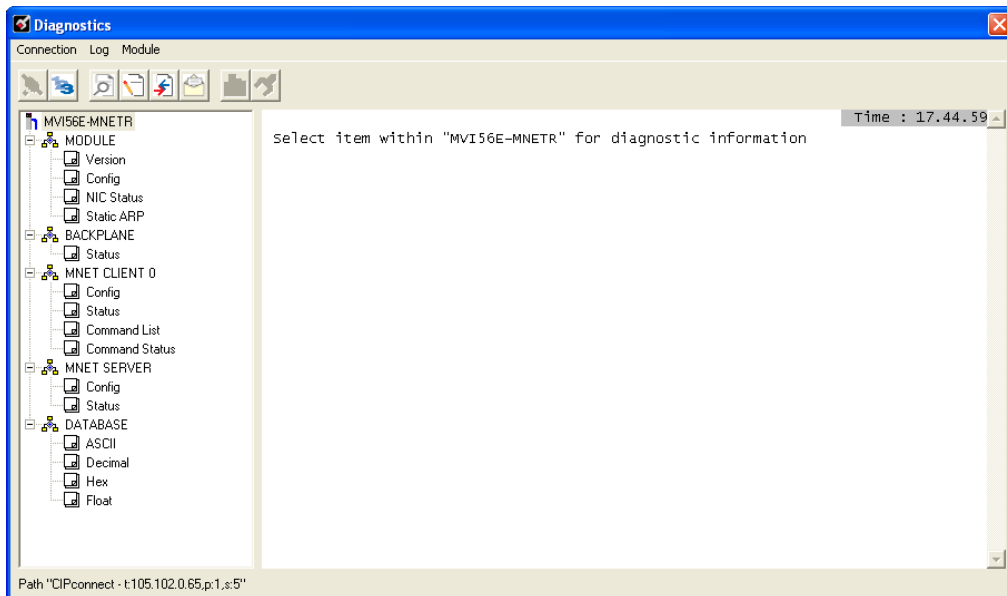 Diagnostics
Connection Log Module
MVI56E-MNETR
MODULE
Version
Config
NIC Status
Static ARP
BACKPLANE
Status
MNET CLIENT 0
Config
Status
Command List
Command Status
MNET SERVER
Config
Status
DATABASE
ASCII
Decimal
Hex
Float
Time : 17.44.59
Select item within "MVI56E-MNETR" for diagnostic information
Path "CIPconnect - t:105.102.0.65,p:1,s:5"